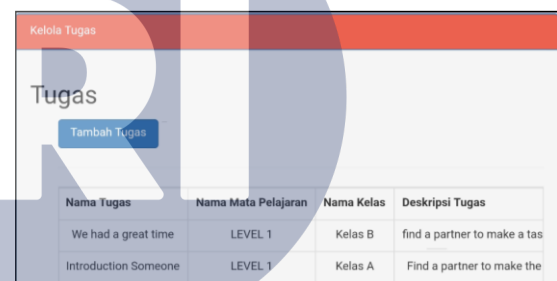 Kelola Tugas
Tugas
Tambah Tugas
Nama Tugas Nama Mata Pelajaran Nama Kelas Deskripsi Tugas
We had a great time LEVEL 1 Kelas B find a partner to make a tas
Introduction Someone LEVEL 1 Kelas A Find a partner to make the